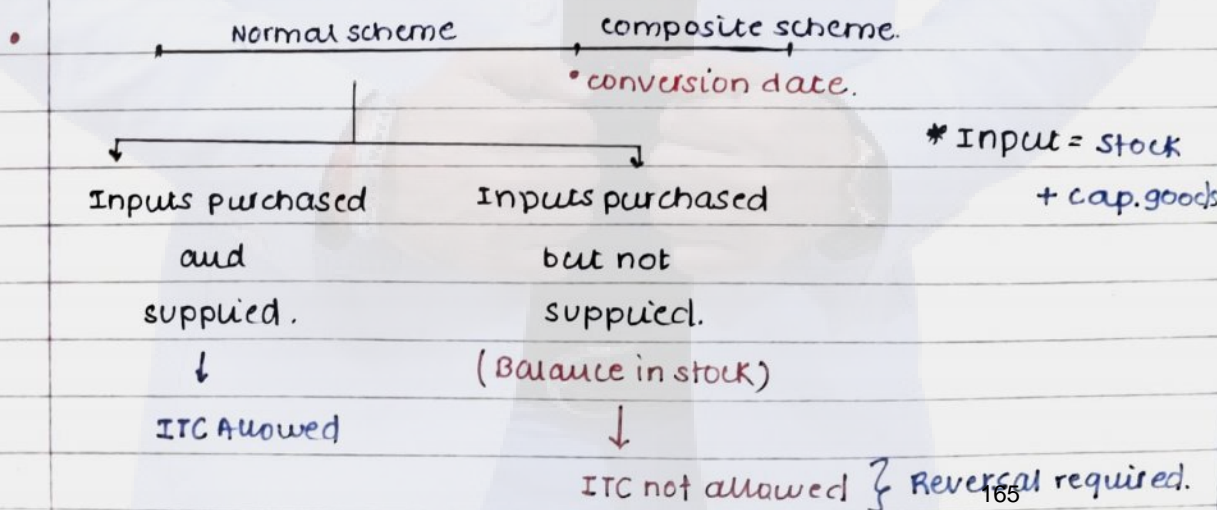 Normal scheme composite scheme.
• conversion date.
* Input = stock
+ cap.goods
Inputs purchased Inputs purchased
and but not
supplied. supplied.
(Balance in stock)
ITC Allowed
ITC not allowed } Reversal required.
165